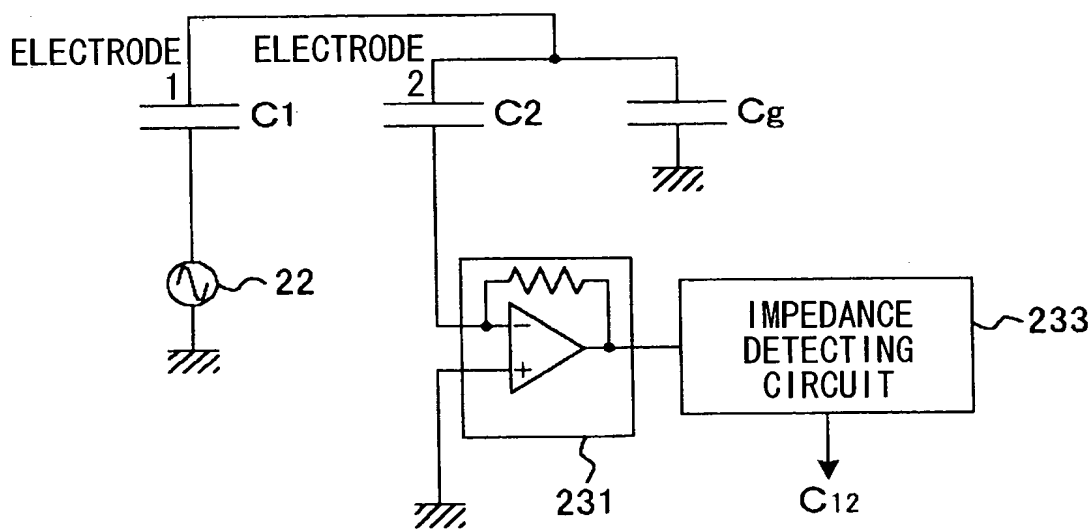 ELECTRODE
1
C1
ELECTRODE
2
C2
Cg
22
−
+
231
IMPEDANCE
DETECTING
CIRCUIT
233
C12